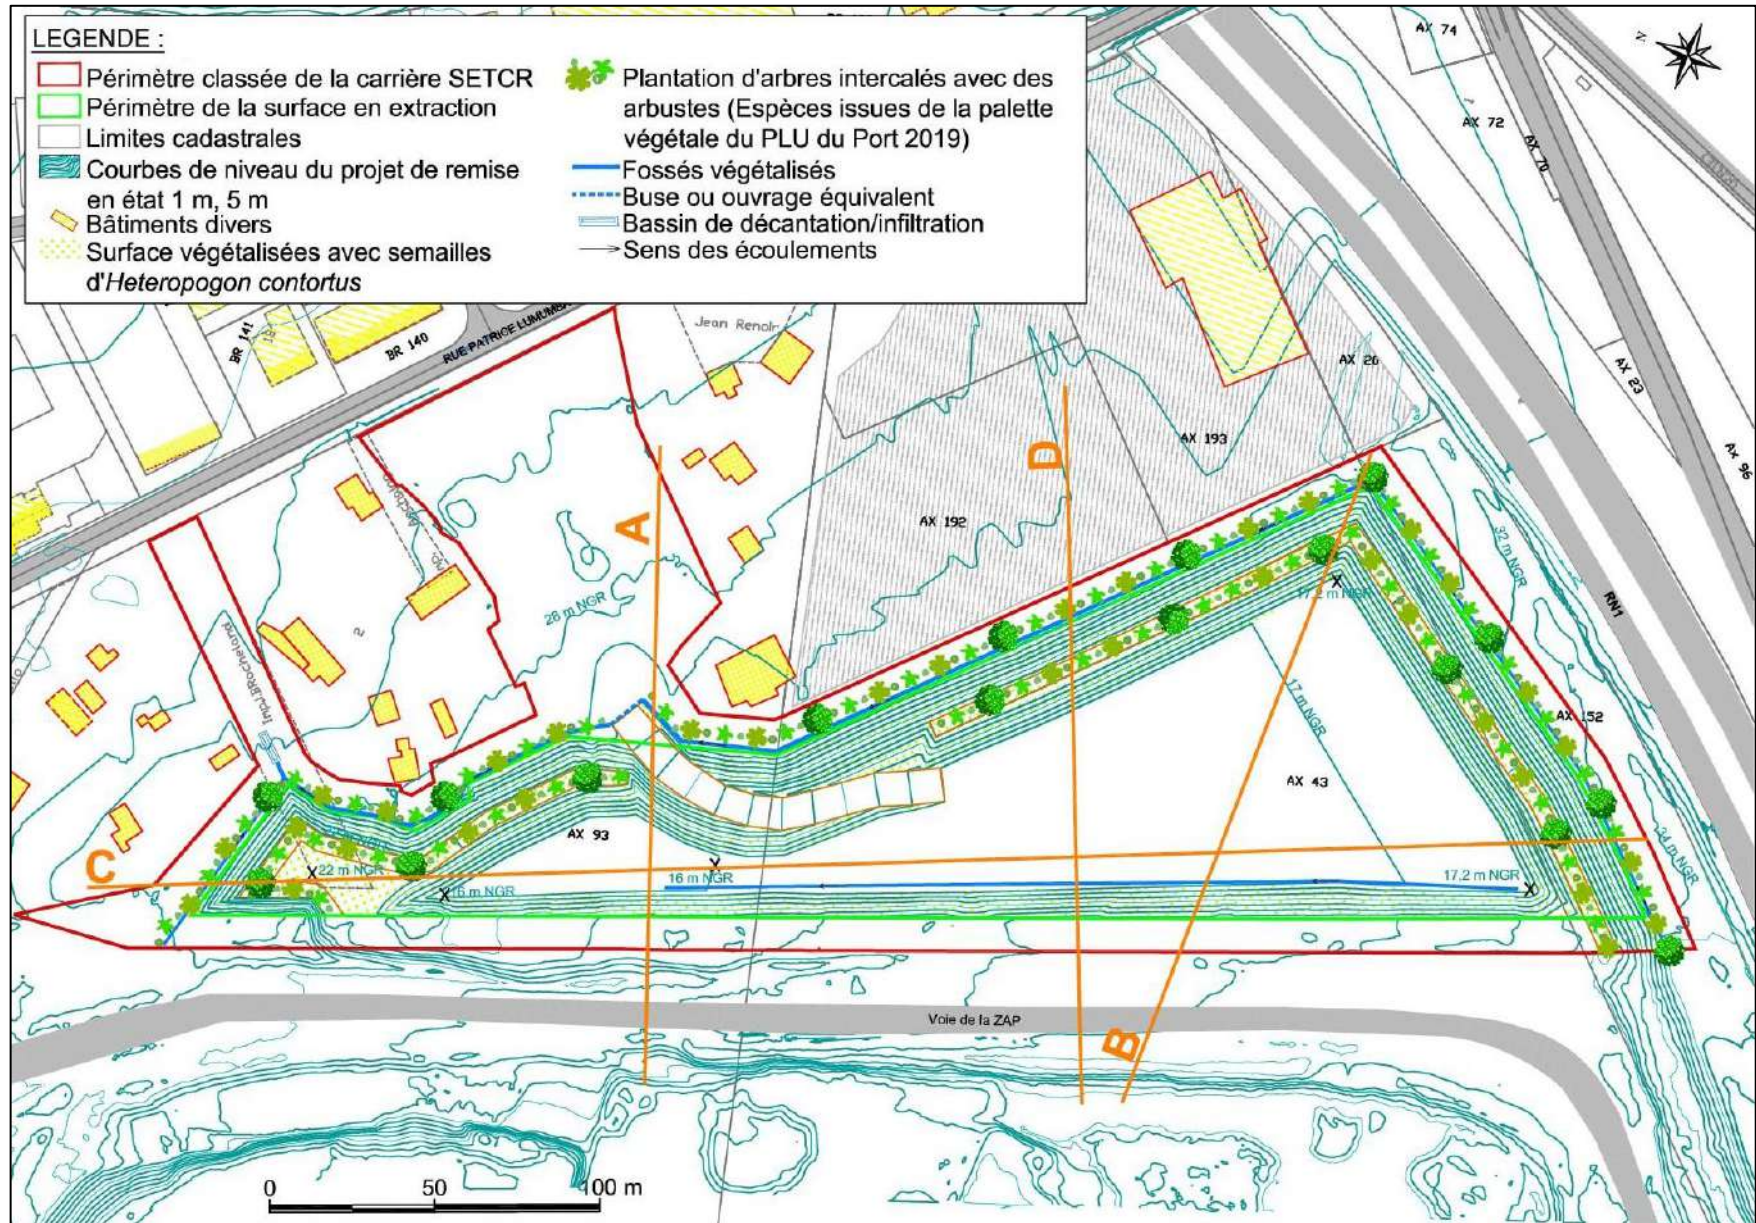 LEGENDE :
Périmètre classée de la carrière SETCR
Périmètre de la surface en extraction
Limites cadastrales
Courbes de niveau du projet de remise
en état 1 m, 5 m
Bâtiments divers
Surface végétalisées avec semailles
d'Heteropogon contortus
Plantation d'arbres intercalés avec des
arbustes (Espèces issues de la palette
végétale du PLU du Port 2019)
Fossés végétalisés
Buse ou ouvrage équivalent
Bassin de décantation/infiltration
Sens des écoulements
N
AX 74
AX 72
AX 70
AX 23
AX 96
AX 20
AX 193
AX 192
BR 141
BR 140
RUE PATRICE LUMUMBA
Jean Renoir
26 m NGR
32 m NGR
RN1
17.2 m NGR
17 m NGR
AX 152
AX 43
AX 93
34 m NGR
22 m NGR
16 m NGR
16 m NGR
17.2 m NGR
A
D
C
B
Voie de la ZAP
0 50 100 m